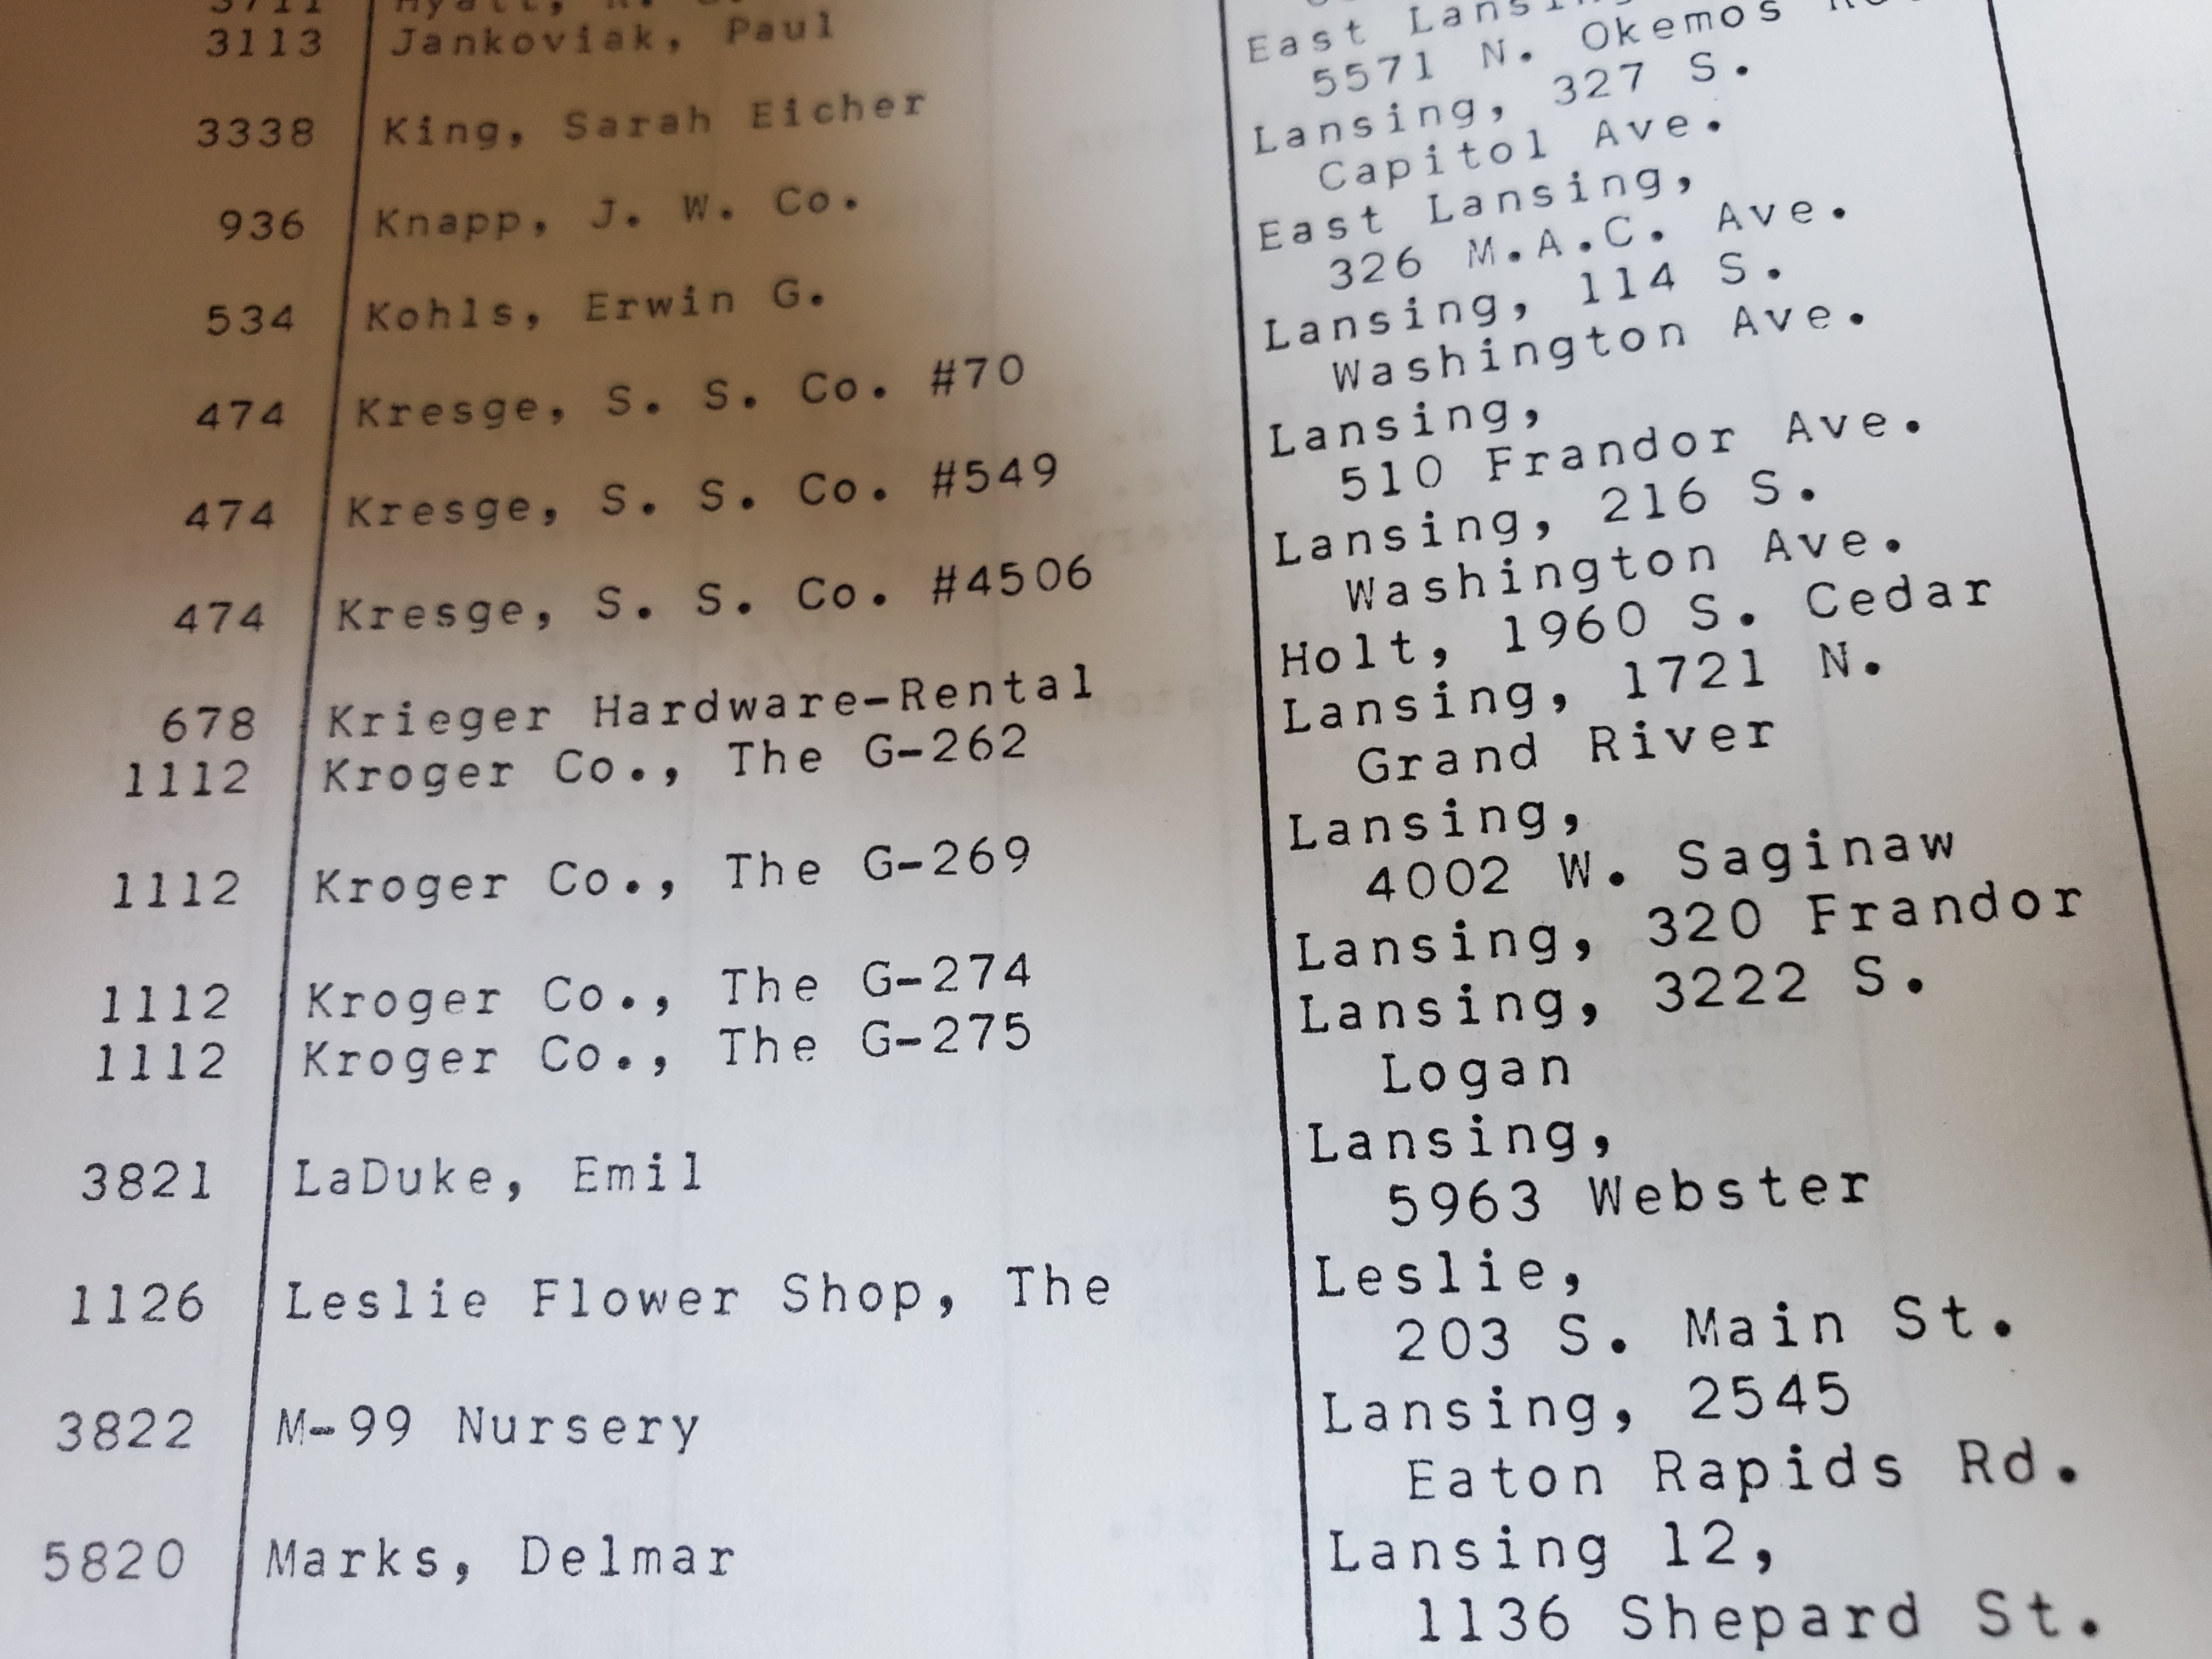 3113 Jankoviak, Paul
3338 King, Sarah Eicher East
5571 N. Okemos
936 Knapp, J. W. Co. Lansing, 327 S.
Capitol Ave.
534 Kohls, Erwin G. East Lansing,
326 M.A.C. Ave.
474 Kresge, S. S. Co. #70 Lansing, 114 S.
Washington Ave.
474 Kresge, S. S. Co. #549 Lansing,
510 Frandor Ave.
474 Kresge, S. S. Co. #4506 Lansing, 216 S.
Washington Ave.
678 Krieger Hardware-Rental Holt, 1960 S. Cedar
1112 Kroger Co., The G-262 Lansing, 1721 N.
Grand River
1112 Kroger Co., The G-269 Lansing,
4002 W. Saginaw
1112 Kroger Co., The G-274 Lansing, 320 Frandor
1112 Kroger Co., The G-275 Lansing, 3222 S.
Logan
3821 LaDuke, Emil Lansing,
5963 Webster
1126 Leslie Flower Shop, The Leslie,
203 S. Main St.
3822 M-99 Nursery Lansing, 2545
Eaton Rapids Rd.
5820 Marks, Delmar Lansing 12,
1136 Shepard St.